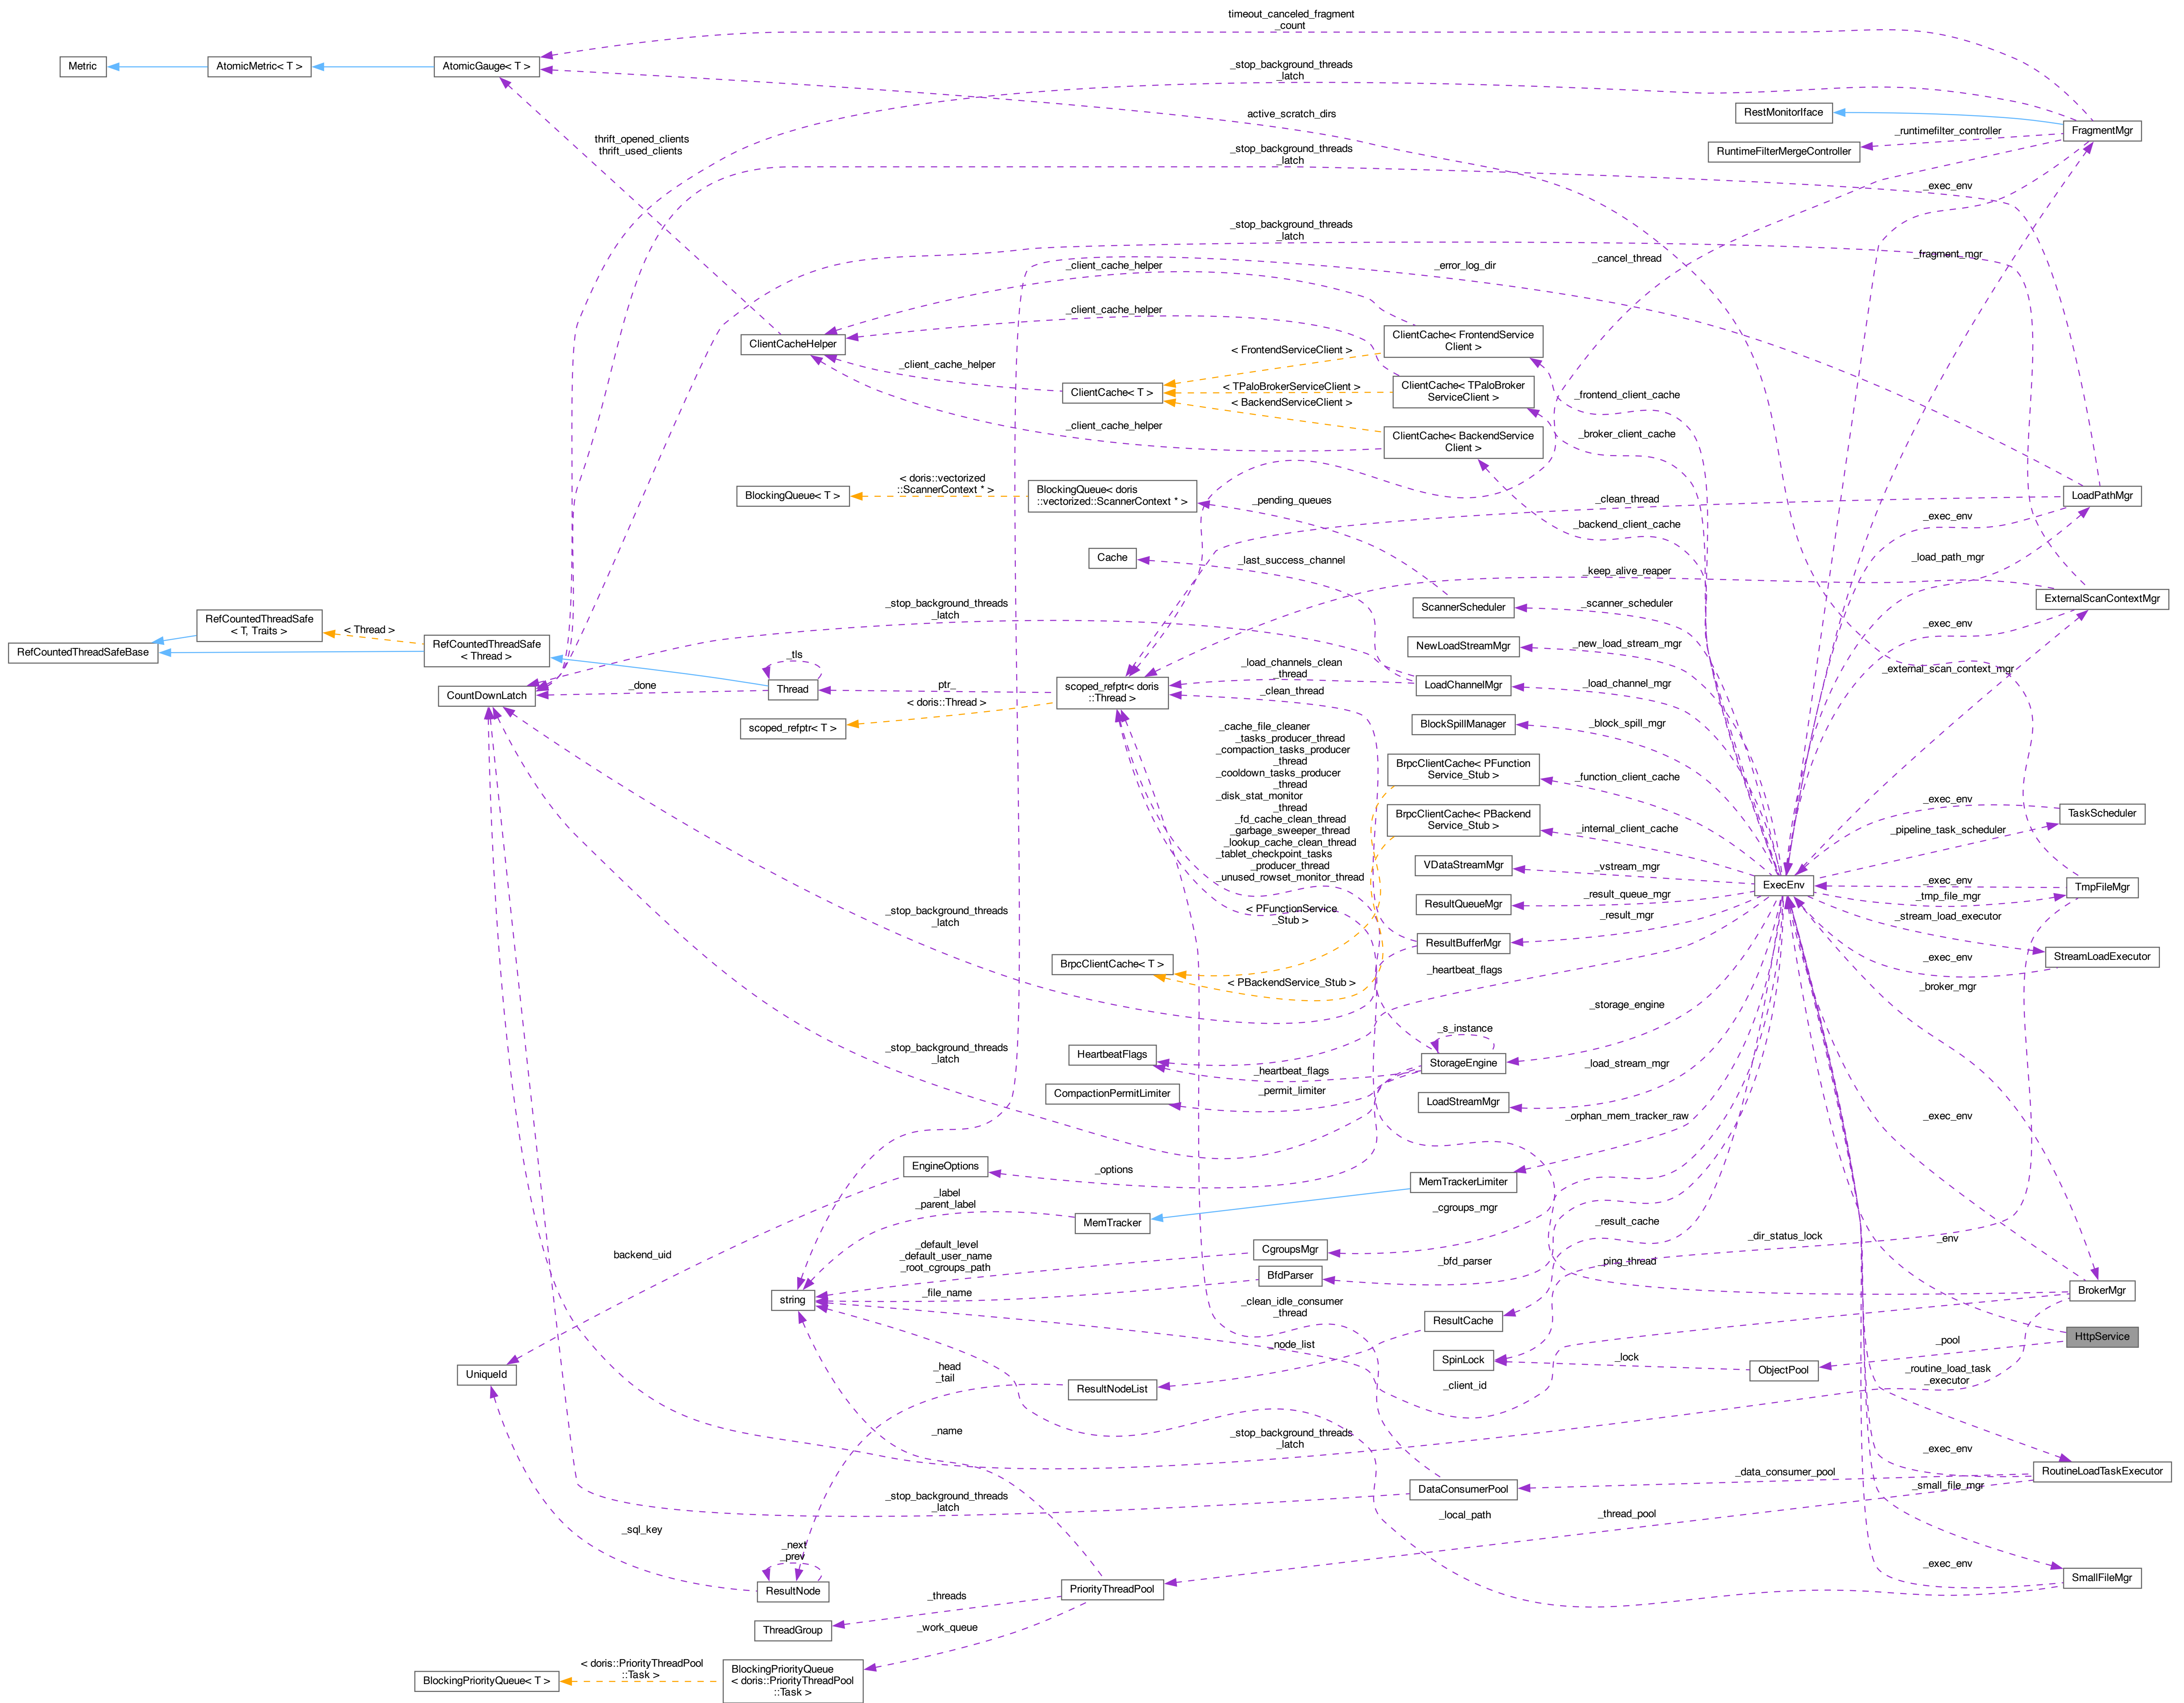 timeout_canceled_fragment
_count
Metric
AtomicMetric< T >
AtomicGauge< T >
_stop_background_threads
_latch
RestMonitorIface
active_scratch_dirs
FragmentMgr
_runtimefilter_controller
thrift_opened_clients
thrift_used_clients
_stop_background_threads
_latch
RuntimeFilterMergeController
_exec_env
_stop_background_threads
_latch
_cancel_thread
_fragment_mgr
_client_cache_helper
_error_log_dir
_client_cache_helper
ClientCacheHelper
ClientCache< FrontendService
Client >
< FrontendServiceClient >
_client_cache_helper
ClientCache< T >
< TPaloBrokerServiceClient >
ClientCache< TPaloBroker
ServiceClient >
_frontend_client_cache
< BackendServiceClient >
_client_cache_helper
ClientCache< BackendService
Client >
_broker_client_cache
< doris::vectorized
::ScannerContext * >
BlockingQueue< T >
BlockingQueue< doris
::vectorized::ScannerContext * >
_pending_queues
_clean_thread
LoadPathMgr
_exec_env
_backend_client_cache
Cache
_last_success_channel
_load_path_mgr
_keep_alive_reaper
_stop_background_threads
_latch
ScannerScheduler
_scanner_scheduler
ExternalScanContextMgr
RefCountedThreadSafe
< T, Traits >
< Thread >
_exec_env
RefCountedThreadSafeBase
RefCountedThreadSafe
< Thread >
_tls
NewLoadStreamMgr
_new_load_stream_mgr
_external_scan_context_mgr
_load_channels_clean
_thread
CountDownLatch
_done
Thread
ptr_
scoped_refptr< doris
::Thread >
_clean_thread
LoadChannelMgr
_load_channel_mgr
< doris::Thread >
scoped_refptr< T >
BlockSpillManager
_block_spill_mgr
_cache_file_cleaner
_tasks_producer_thread
_compaction_tasks_producer
_thread
_cooldown_tasks_producer
_thread
_disk_stat_monitor
_thread
_fd_cache_clean_thread
_garbage_sweeper_thread
_lookup_cache_clean_thread
_tablet_checkpoint_tasks
_producer_thread
_unused_rowset_monitor_thread
BrpcClientCache< PFunction
Service_Stub >
_function_client_cache
BrpcClientCache< PBackend
Service_Stub >
_internal_client_cache
_exec_env
TaskScheduler
_pipeline_task_scheduler
VDataStreamMgr
_vstream_mgr
ExecEnv
_exec_env
TmpFileMgr
_tmp_file_mgr
ResultQueueMgr
_result_queue_mgr
_stop_background_threads
_latch
< PFunctionService
_Stub >
_result_mgr
_stream_load_executor
ResultBufferMgr
StreamLoadExecutor
_exec_env
BrpcClientCache< T >
< PBackendService_Stub >
_heartbeat_flags
_broker_mgr
_storage_engine
_s_instance
_stop_background_threads
_latch
HeartbeatFlags
_heartbeat_flags
StorageEngine
_load_stream_mgr
CompactionPermitLimiter
_permit_limiter
LoadStreamMgr
_orphan_mem_tracker_raw
_exec_env
EngineOptions
_options
MemTrackerLimiter
_label
_parent_label
MemTracker
_cgroups_mgr
_result_cache
_dir_status_lock
_env
backend_uid
_default_level
_default_user_name
_root_cgroups_path
CgroupsMgr
_bfd_parser
_ping_thread
BfdParser
_file_name
string
BrokerMgr
_clean_idle_consumer
_thread
ResultCache
HttpService
_node_list
_pool
SpinLock
_lock
ObjectPool
UniqueId
_head
_tail
ResultNodeList
_client_id
_routine_load_task
_executor
_name
_stop_background_threads
_latch
_exec_env
RoutineLoadTaskExecutor
_data_consumer_pool
DataConsumerPool
_small_file_mgr
_stop_background_threads
_latch
_local_path
_thread_pool
_sql_key
_next
_prev
ResultNode
_exec_env
SmallFileMgr
PriorityThreadPool
_threads
ThreadGroup
_work_queue
< doris::PriorityThreadPool
::Task >
BlockingPriorityQueue< T >
BlockingPriorityQueue
< doris::PriorityThreadPool
::Task >